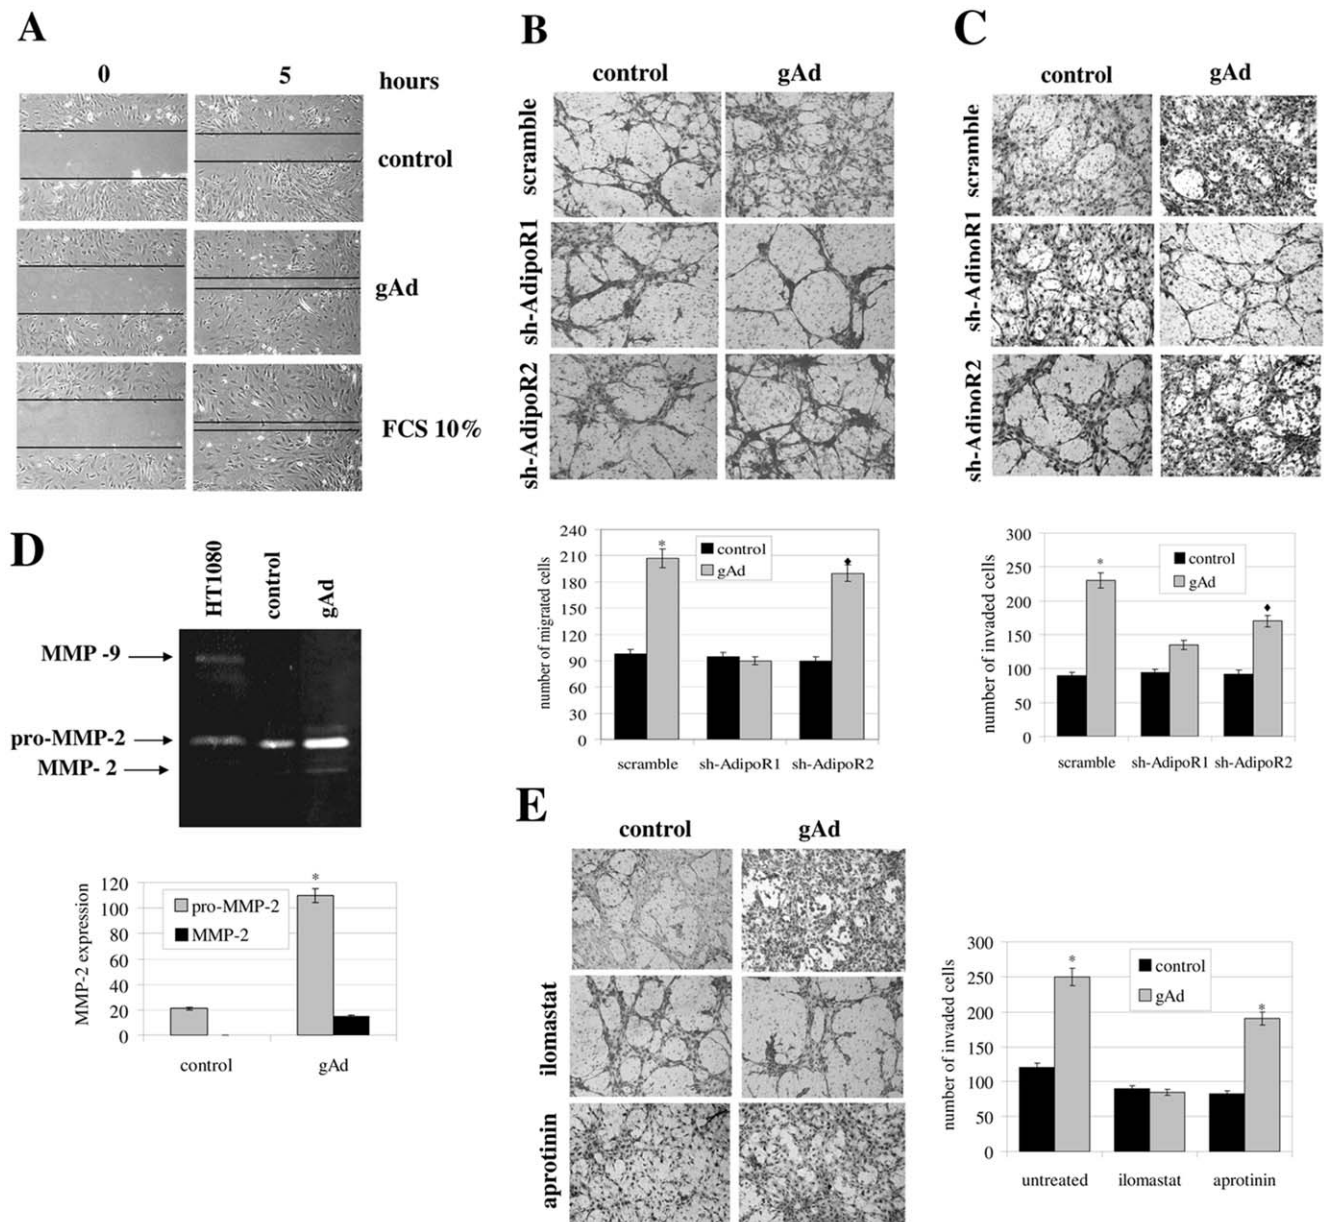 A
0 5 hours
control
gAd
FCS 10%
B
control gAd
scramble
sh-AdipoR1
sh-AdipoR2
240
210
180
150
120
90
60
30
0
number of migrated cells
control
gAd
*
♦
scramble sh-AdipoR1 sh-AdipoR2
C
control gAd
scramble
sh-AdinoR1
sh-AdinoR2
300
250
200
150
100
50
0
number of invaded cells
control
gAd
*
♦
scramble sh-AdipoR1 sh-AdipoR2
D
HT1080 control gAd
MMP -9
pro-MMP-2
MMP- 2
120
100
80
60
40
20
0
MMP-2 expression
pro-MMP-2
MMP-2
*
control gAd
E
control gAd
ilomastat
aprotinin
300
250
200
150
100
50
0
number of invaded cells
control
gAd
*
*
untreated ilomastat aprotinin